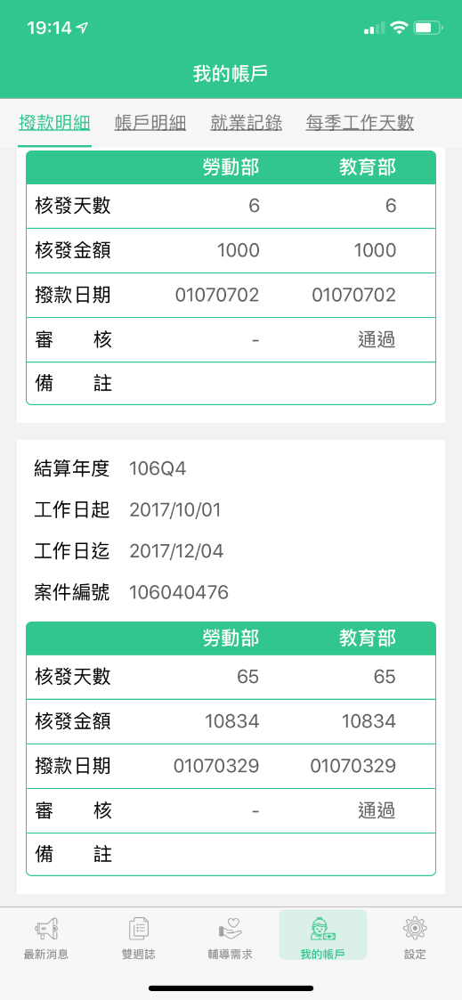 19:14
我的帳戶
撥款明細 帳戶明細 就業記錄 每季工作天數
勞動部 教育部
核發天數 6 6
核發金額 1000 1000
撥款日期 01070702 01070702
審 核 - 通過
備 註
結算年度 106Q4
工作日起 2017/10/01
工作日迄 2017/12/04
案件編號 106040476
勞動部 教育部
核發天數 65 65
核發金額 10834 10834
撥款日期 01070329 01070329
審 核 - 通過
備 註
最新消息 雙週誌 輔導需求 我的帳戶 設定